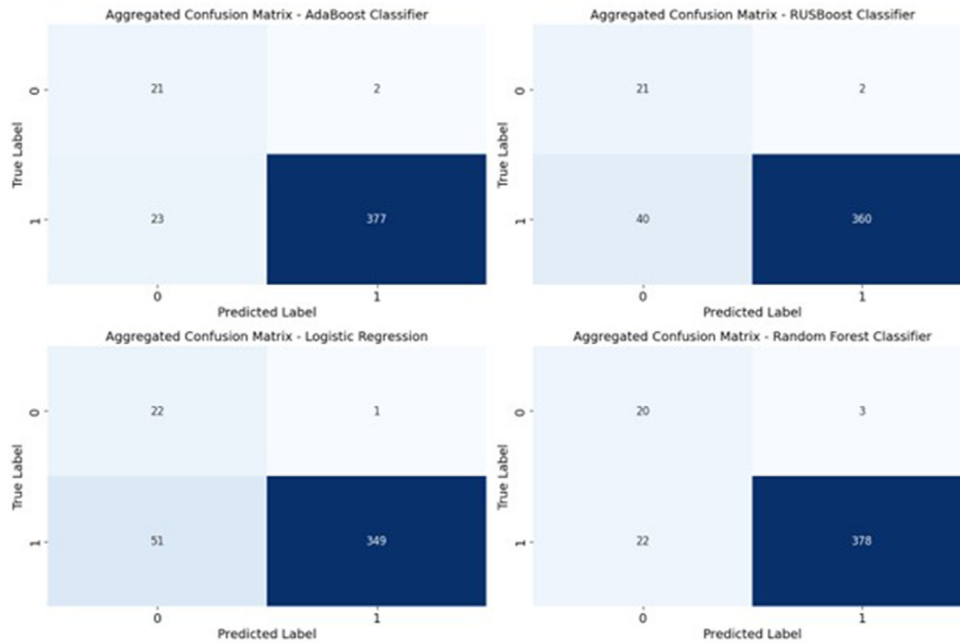 Aggregated Confusion Matrix - AdaBoost Classifier
True Label
0
21
2
1
23
377
0
1
Predicted Label
Aggregated Confusion Matrix - RUSBoost Classifier
True Label
0
21
2
1
40
360
0
1
Predicted Label
Aggregated Confusion Matrix - Logistic Regression
True Label
0
22
1
1
51
349
0
1
Predicted Label
Aggregated Confusion Matrix - Random Forest Classifier
True Label
0
20
3
1
22
378
0
1
Predicted Label